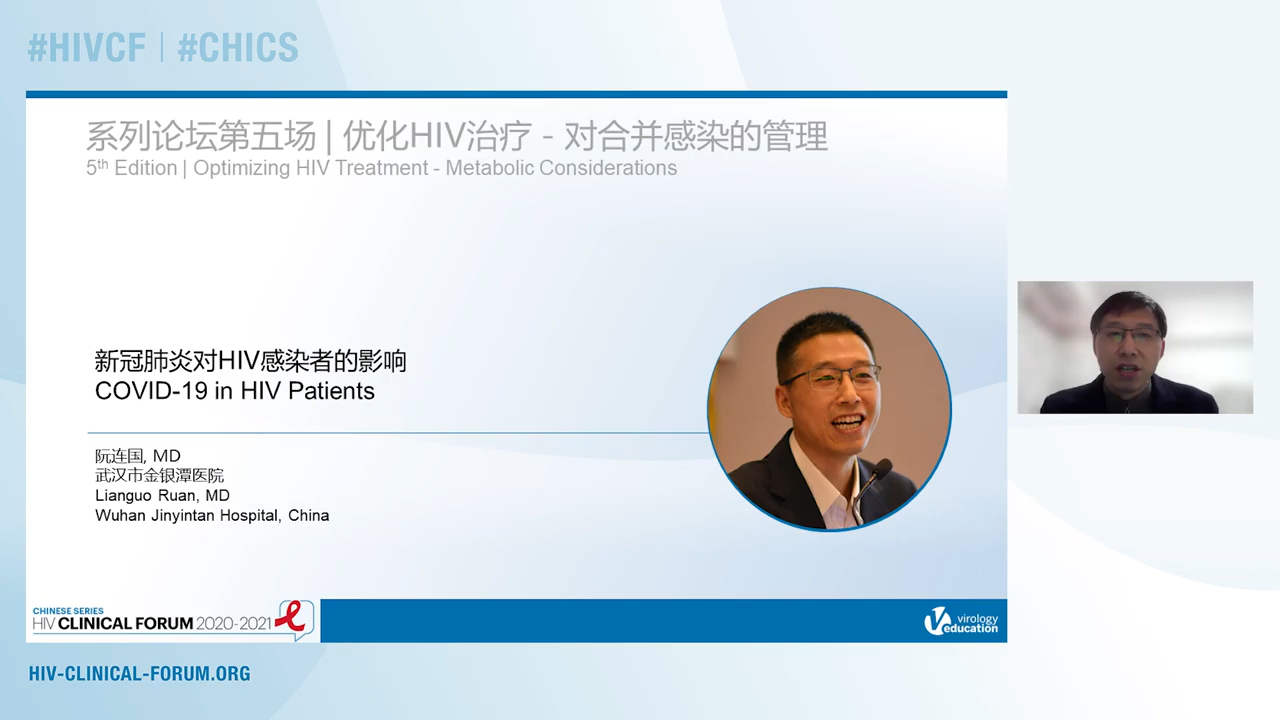 #HIVCF | #CHICS
系列论坛第五场 | 优化HIV治疗 - 对合并感染的管理
5th Edition | Optimizing HIV Treatment - Metabolic Considerations
新冠肺炎对HIV感染者的影响
COVID-19 in HIV Patients
阮连国, MD
武汉市金银潭医院
Lianguo Ruan, MD
Wuhan Jinyintan Hospital, China
CHINESE SERIES
HIV CLINICAL FORUM 2020-2021
virology
education
HIV-CLINICAL-FORUM.ORG